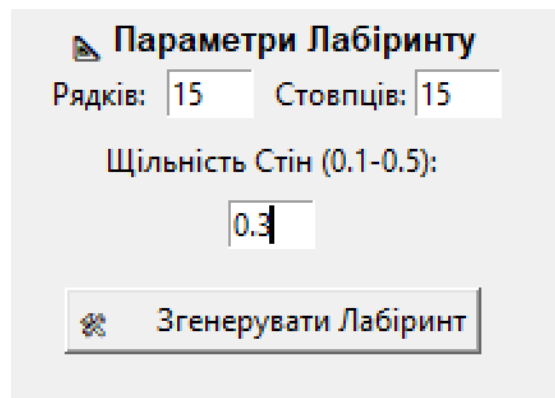 Параметри Лабіринту
Рядків: 15 Стовпців: 15
Щільність Стін (0.1-0.5):
0.3
Згенерувати Лабіринт